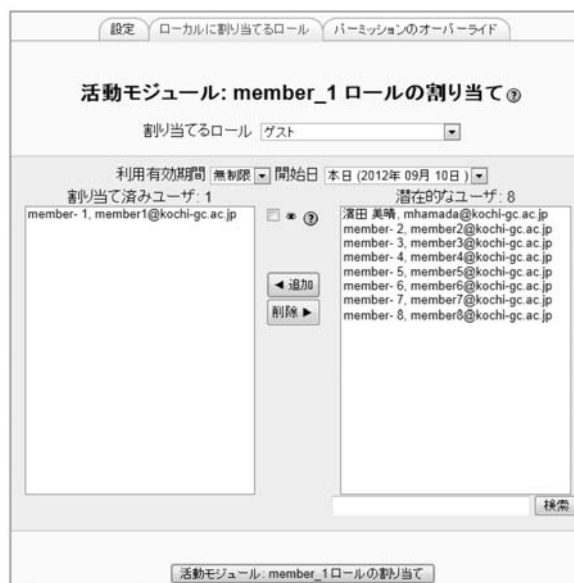 設定 ローカルに割り当てるロール パーミッションのオーバーライド
活動モジュール: member_1 ロールの割り当て
割り当てるロール ゲスト
利用有効期間 無制限 開始日 本日 (2012年 09月 10日 )
割り当て済みユーザ: 1 潜在的なユーザ: 8
member- 1, member1@kochi-gc.ac.jp
濱田 美晴, mhamada@kochi-gc.ac.jp
member- 2, member2@kochi-gc.ac.jp
member- 3, member3@kochi-gc.ac.jp
member- 4, member4@kochi-gc.ac.jp
member- 5, member5@kochi-gc.ac.jp
member- 6, member6@kochi-gc.ac.jp
member- 7, member7@kochi-gc.ac.jp
member- 8, member8@kochi-gc.ac.jp
◄ 追加
削除 ►
検索
活動モジュール: member_1ロールの割り当て